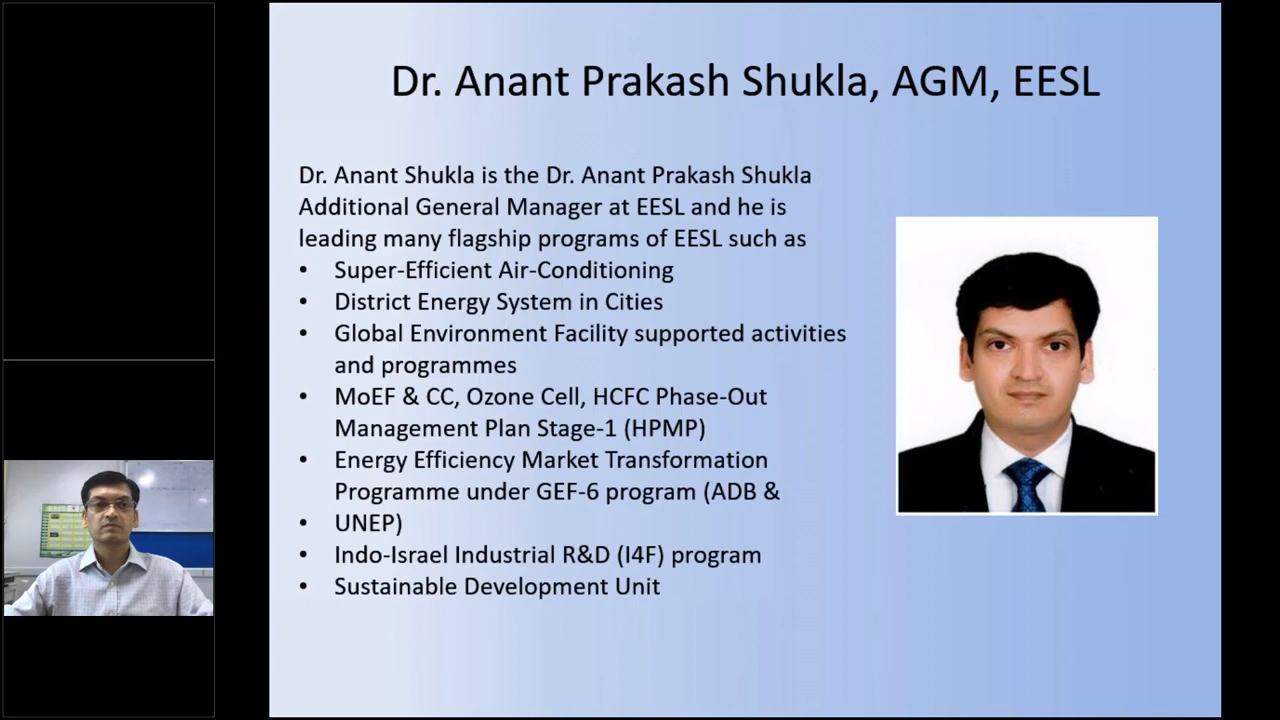 Dr. Anant Prakash Shukla, AGM, EESL
Dr. Anant Shukla is the Dr. Anant Prakash Shukla
Additional General Manager at EESL and he is
leading many flagship programs of EESL such as
• Super-Efficient Air-Conditioning
• District Energy System in Cities
• Global Environment Facility supported activities
and programmes
• MoEF & CC, Ozone Cell, HCFC Phase-Out
Management Plan Stage-1 (HPMP)
• Energy Efficiency Market Transformation
Programme under GEF-6 program (ADB &
• UNEP)
• Indo-Israel Industrial R&D (I4F) program
• Sustainable Development Unit